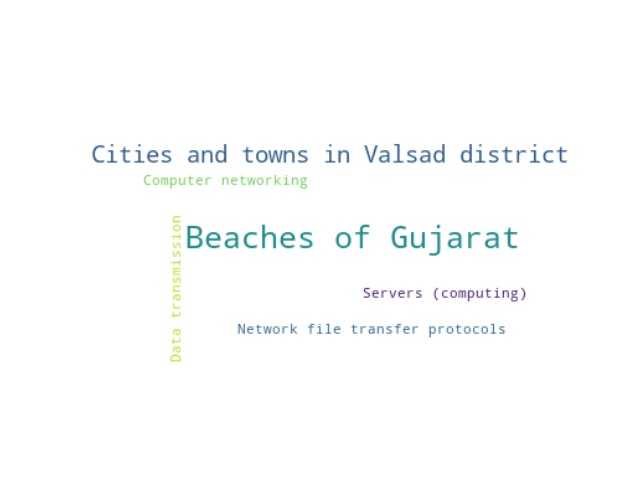 Cities and towns in Valsad district
Computer networking
Data transmission
Beaches of Gujarat
Servers (computing)
Network file transfer protocols